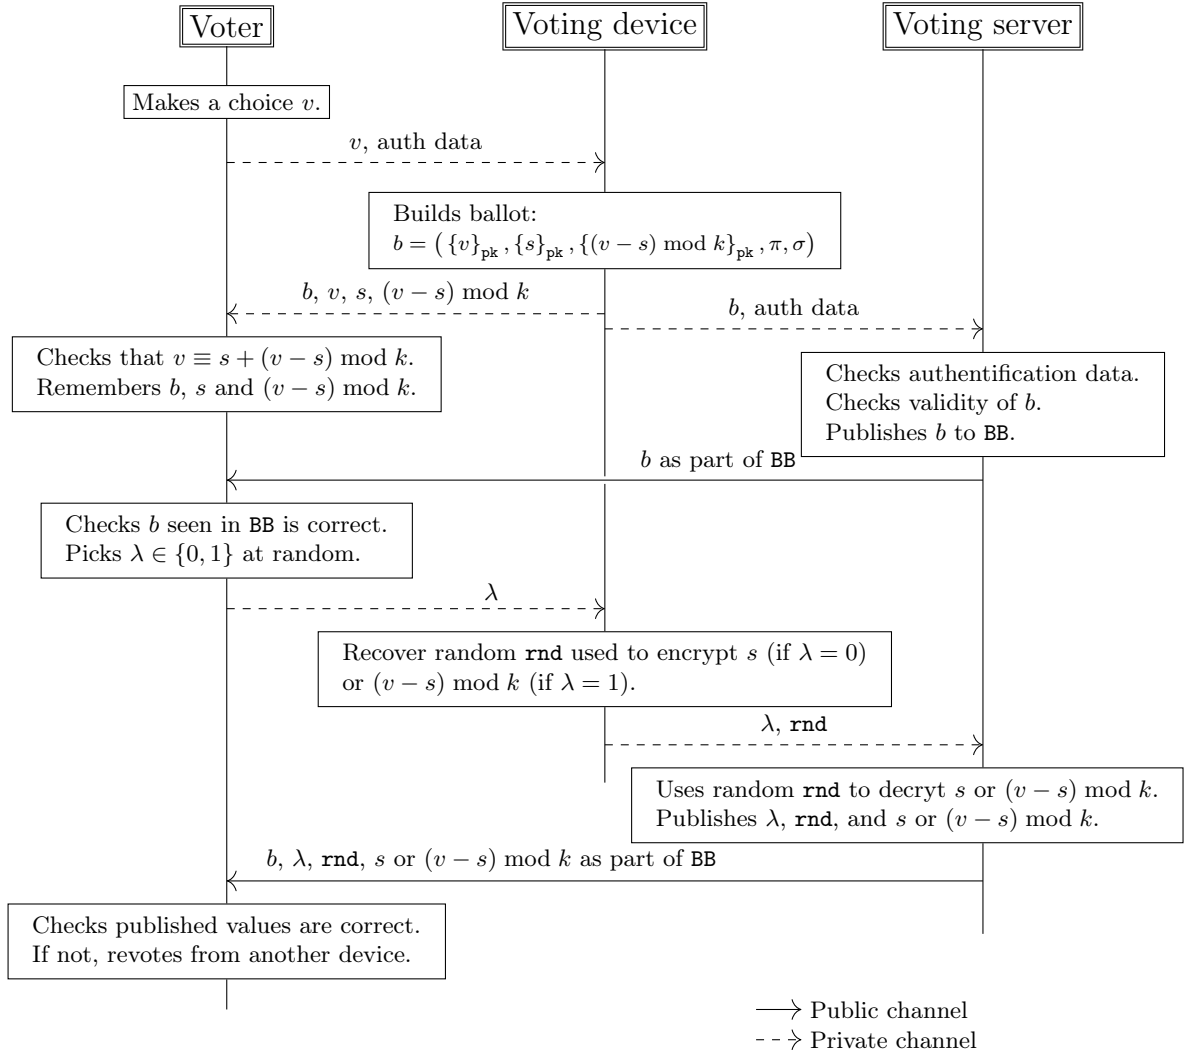 Voter
Voting device
Voting server
Makes a choice v.
v, auth data
Builds ballot:
b = ( {v}_pk , {s}_pk , {(v − s) mod k}_pk , π, σ)
b, v, s, (v − s) mod k
b, auth data
Checks that v ≡ s + (v − s) mod k.
Remembers b, s and (v − s) mod k.
Checks authentification data.
Checks validity of b.
Publishes b to BB.
b as part of BB
Checks b seen in BB is correct.
Picks λ ∈ {0, 1} at random.
λ
Recover random rnd used to encrypt s (if λ = 0)
or (v − s) mod k (if λ = 1).
λ, rnd
Uses random rnd to decryt s or (v − s) mod k.
Publishes λ, rnd, and s or (v − s) mod k.
b, λ, rnd, s or (v − s) mod k as part of BB
Checks published values are correct.
If not, revotes from another device.
Public channel
Private channel